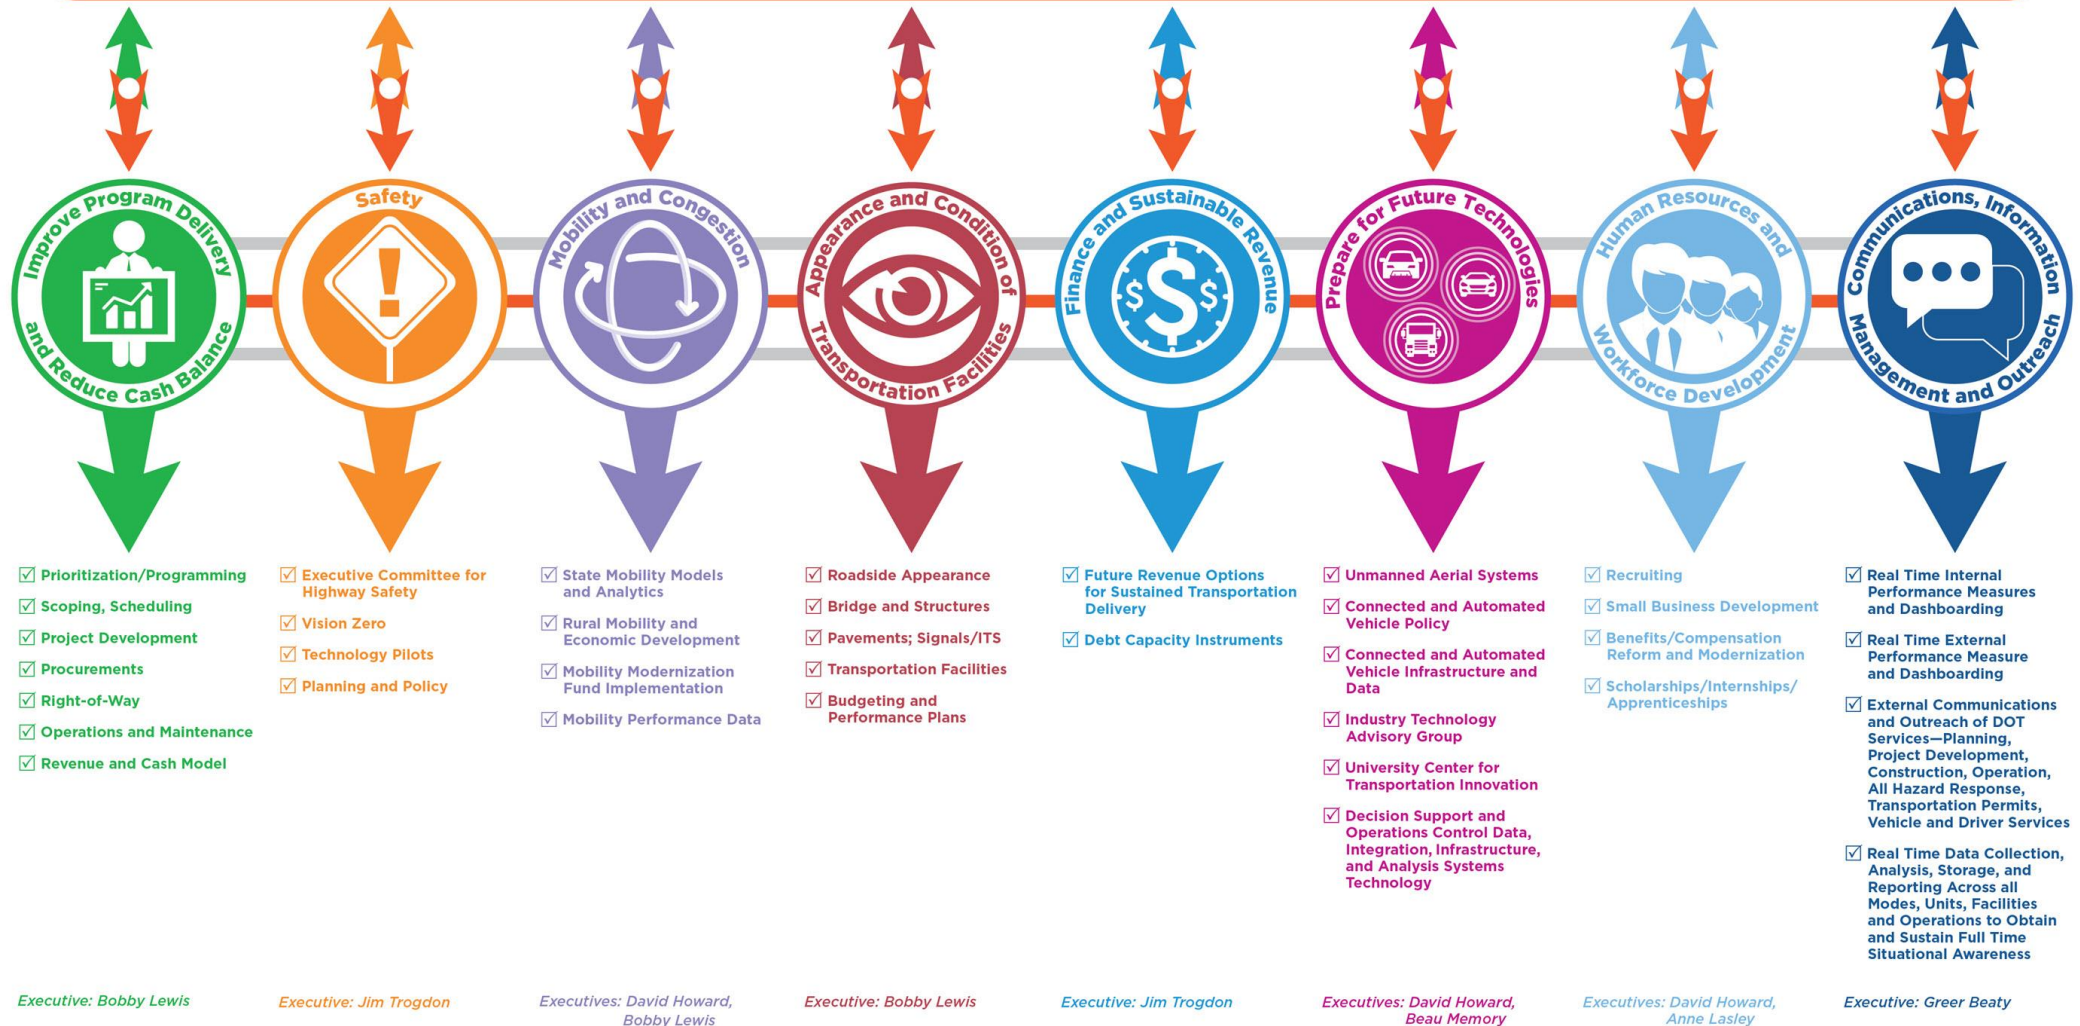 Improve Program Delivery
and Reduce Cash Balance
Prioritization/Programming
Scoping, Scheduling
Project Development
Procurements
Right-of-Way
Operations and Maintenance
Revenue and Cash Model
Executive: Bobby Lewis
Safety
!
Executive Committee for
Highway Safety
Vision Zero
Technology Pilots
Planning and Policy
Executive: Jim Trogdon
Mobility and Congestion
State Mobility Models
and Analytics
Rural Mobility and
Economic Development
Mobility Modernization
Fund Implementation
Mobility Performance Data
Executives: David Howard,
Bobby Lewis
Appearance and Condition of
Transportation Facilities
Roadside Appearance
Bridge and Structures
Pavements; Signals/ITS
Transportation Facilities
Budgeting and
Performance Plans
Executive: Bobby Lewis
Finance and Sustainable Revenue
$ $ $
Future Revenue Options
for Sustained Transportation
Delivery
Debt Capacity Instruments
Executive: Jim Trogdon
Prepare for Future Technologies
Unmanned Aerial Systems
Connected and Automated
Vehicle Policy
Connected and Automated
Vehicle Infrastructure and
Data
Industry Technology
Advisory Group
University Center for
Transportation Innovation
Decision Support and
Operations Control Data,
Integration, Infrastructure,
and Analysis Systems
Technology
Executives: David Howard,
Beau Memory
Human Resources and
Workforce Development
Recruiting
Small Business Development
Benefits/Compensation
Reform and Modernization
Scholarships/Internships/
Apprenticeships
Executives: David Howard,
Anne Lasley
Communications, Information
Management and Outreach
Real Time Internal
Performance Measures
and Dashboarding
Real Time External
Performance Measure
and Dashboarding
External Communications
and Outreach of DOT
Services—Planning,
Project Development,
Construction, Operation,
All Hazard Response,
Transportation Permits,
Vehicle and Driver Services
Real Time Data Collection,
Analysis, Storage, and
Reporting Across all
Modes, Units, Facilities
and Operations to Obtain
and Sustain Full Time
Situational Awareness
Executive: Greer Beaty